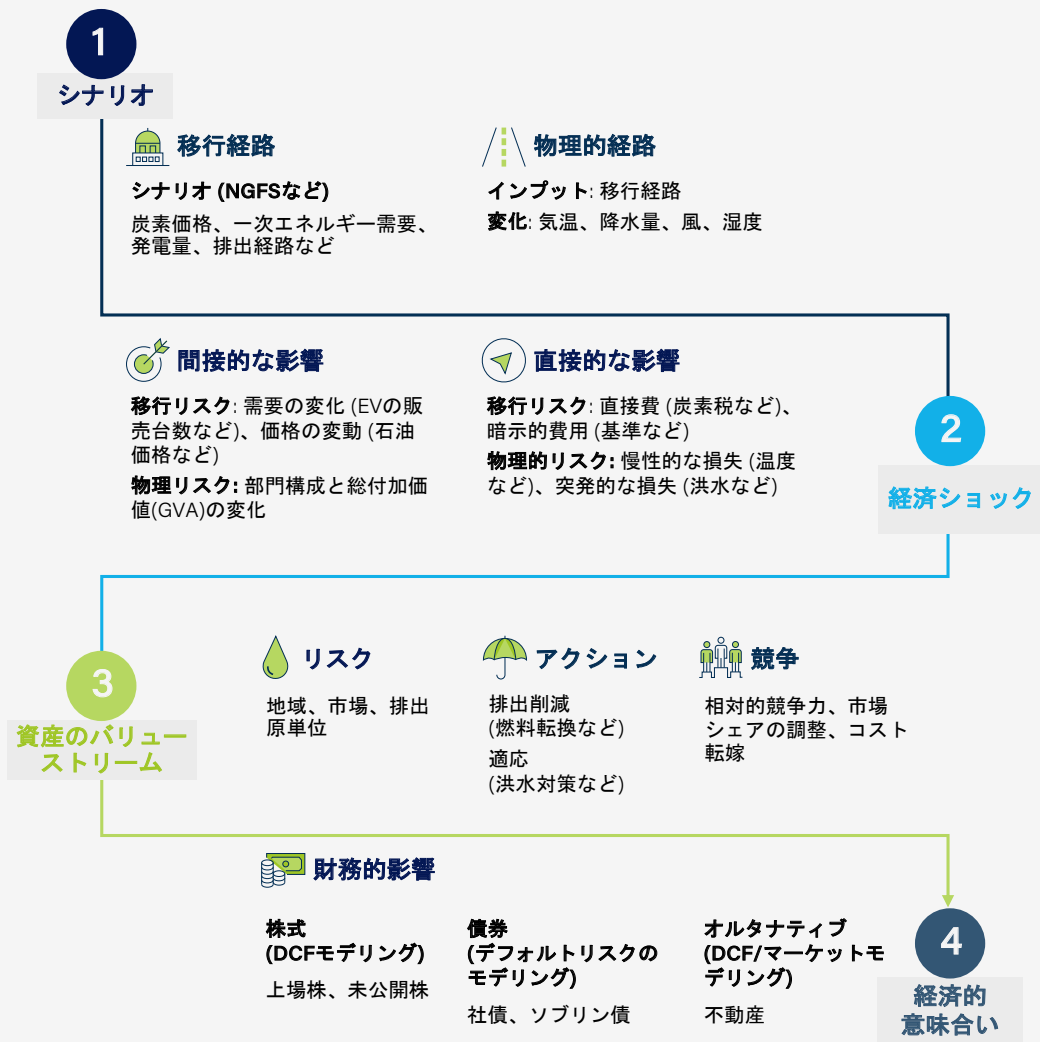 1
シナリオ
移行経路
シナリオ (NGFSなど)
炭素価格、一次エネルギー需要、
発電量、排出経路など
物理的経路
インプット: 移行経路
変化: 気温、降水量、風、湿度
間接的な影響
移行リスク: 需要の変化 (EVの販
売台数など)、価格の変動 (石油
価格など)
物理リスク: 部門構成と総付加価
値(GVA)の変化
直接的な影響
移行リスク: 直接費 (炭素税など)、
暗示的費用 (基準など)
物理的リスク: 慢性的な損失 (温度
など)、突発的な損失 (洪水など)
2
経済ショック
3
資産のバリュー
ストリーム
リスク
地域、市場、排出
原単位
アクション
排出削減
(燃料転換など)
適応
(洪水対策など)
競争
相対的競争力、市場
シェアの調整、コスト
転嫁
財務的影響
株式
(DCFモデリング)
上場株、未公開株
債券
(デフォルトリスクの
モデリング)
社債、ソブリン債
オルタナティブ
(DCF/マーケットモ
デリング)
不動産
4
経済的
意味合い